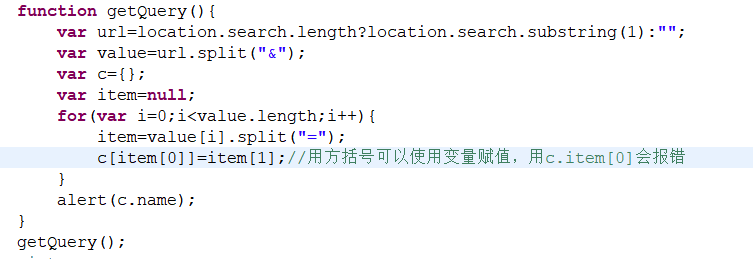 function getQuery(){
    var url=location.search.length?location.search.substring(1):"";
    var value=url.split("&");
    var c={};
    var item=null;
    for(var i=0;i<value.length;i++){
        item=value[i].split("=");
        c[item[0]]=item[1];//用方括号可以使用变量赋值，用c.item[0]会报错
    }
    alert(c.name);
}
getQuery();